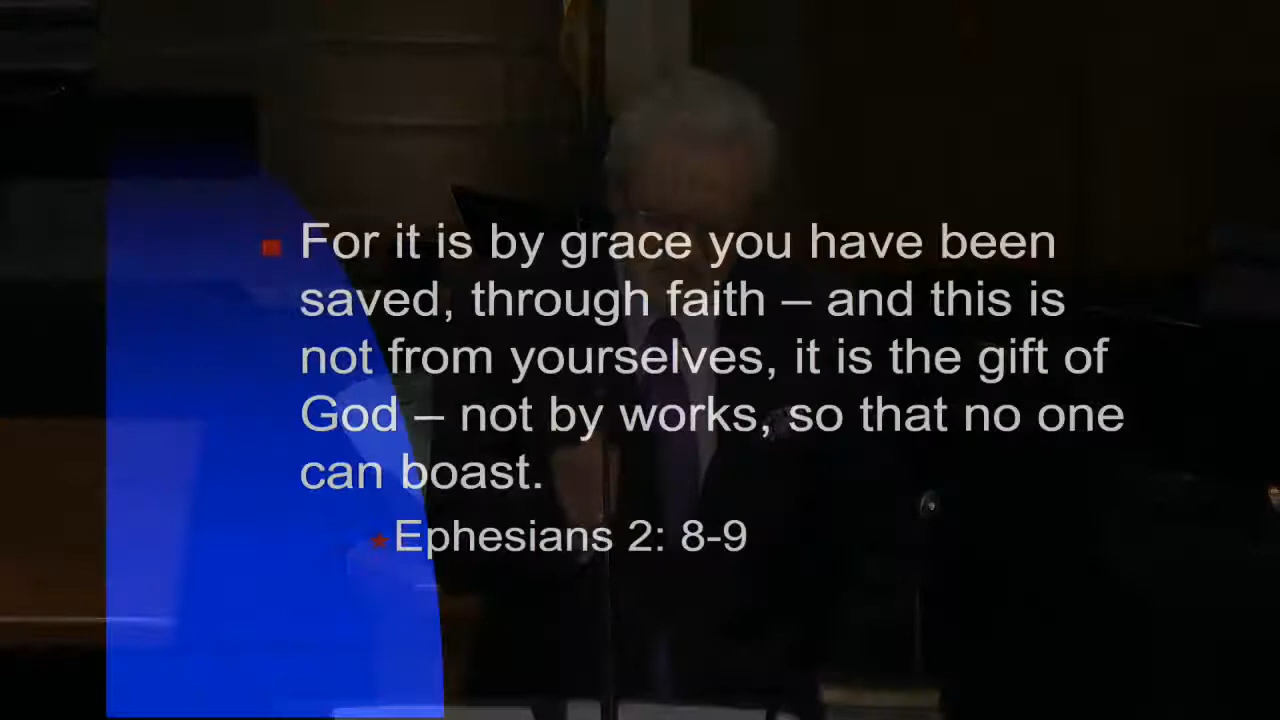 For it is by grace you have been
saved, through faith – and this is
not from yourselves, it is the gift of
God – not by works, so that no one
can boast.
Ephesians 2: 8-9